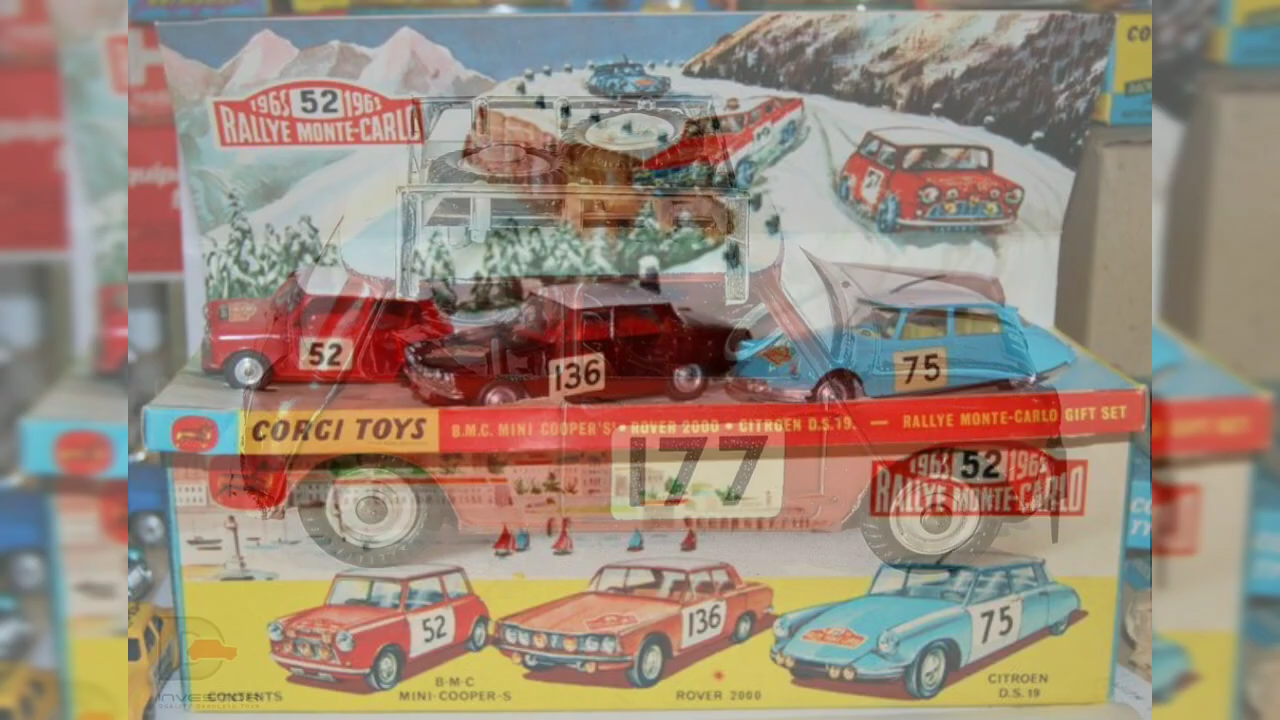 1965 52 1965
RALLYE MONTE-CARLO
52
136
75
CORGI TOYS
B.M.C. MINI COOPER'S' • ROVER 2000 • CITROEN D.S.19. — RALLYE MONTE-CARLO GIFT SET
177
1965 52 1965
RALLYE MONTE-CARLO
52
136
75
CONTENTS
B·M·C
MINI-COOPER-S
ROVER 2000
CITROEN
D.S.19